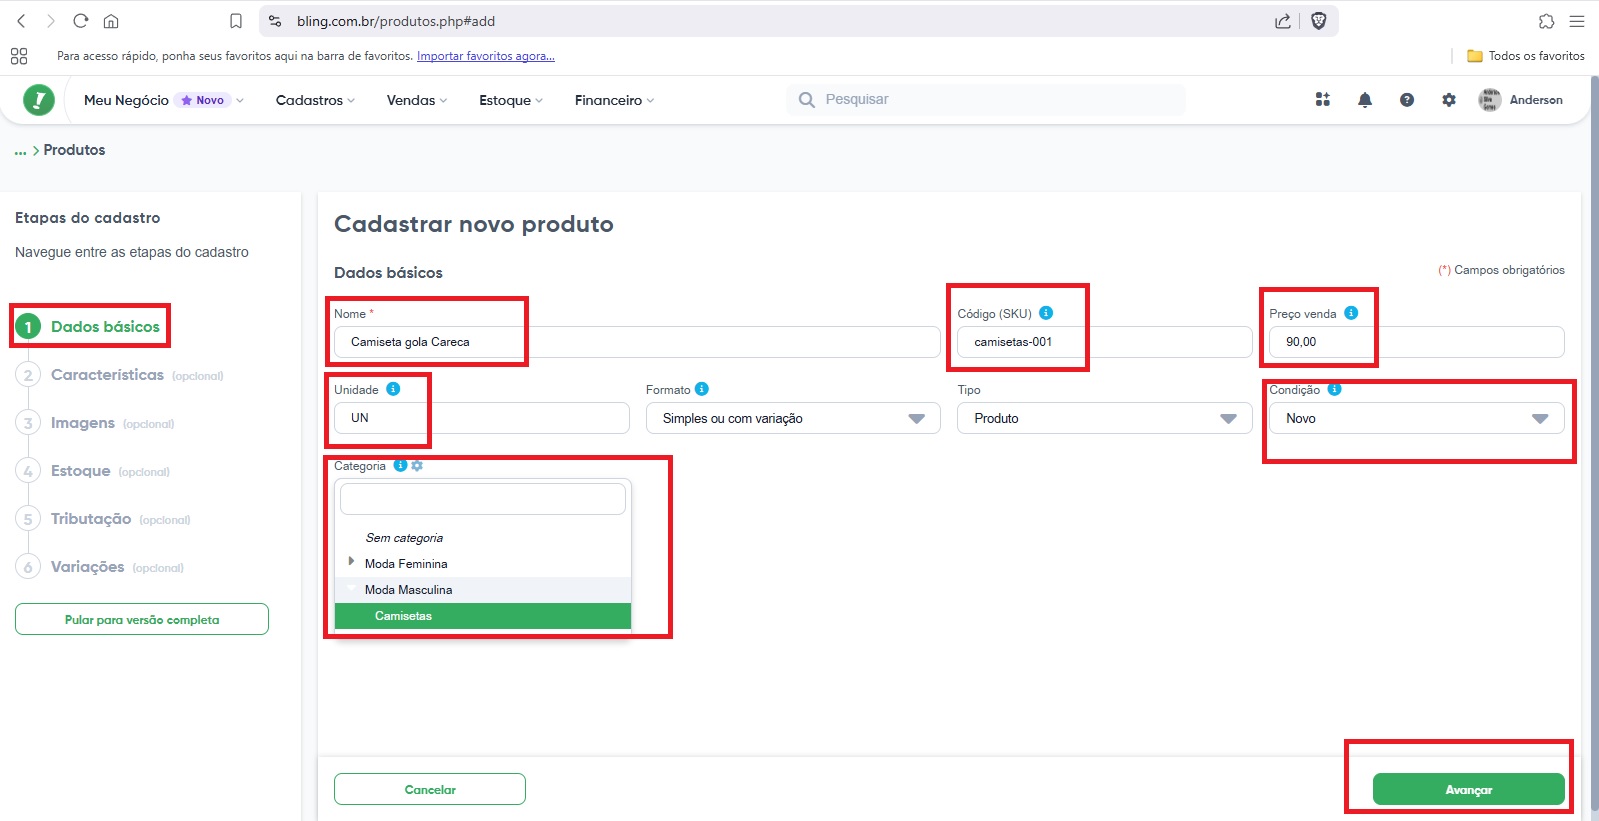 bling.com.br/produtos.php#add
Para acesso rápido, ponha seus favoritos aqui na barra de favoritos. Importar favoritos agora...
Todos os favoritos
Meu Negócio Novo
Cadastros
Vendas
Estoque
Financeiro
Pesquisar
Anderson
... > Produtos
Etapas do cadastro
Navegue entre as etapas do cadastro
1 Dados básicos
2 Características (opcional)
3 Imagens (opcional)
4 Estoque (opcional)
5 Tributação (opcional)
6 Variações (opcional)
Pular para versão completa
Cadastrar novo produto
Dados básicos
(*) Campos obrigatórios
Nome *
Camiseta gola Careca
Código (SKU)
camisetas-001
Preço venda
90,00
Unidade
UN
Formato
Simples ou com variação
Tipo
Produto
Condição
Novo
Categoria
Sem categoria
Moda Feminina
Moda Masculina
Camisetas
Cancelar
Avançar